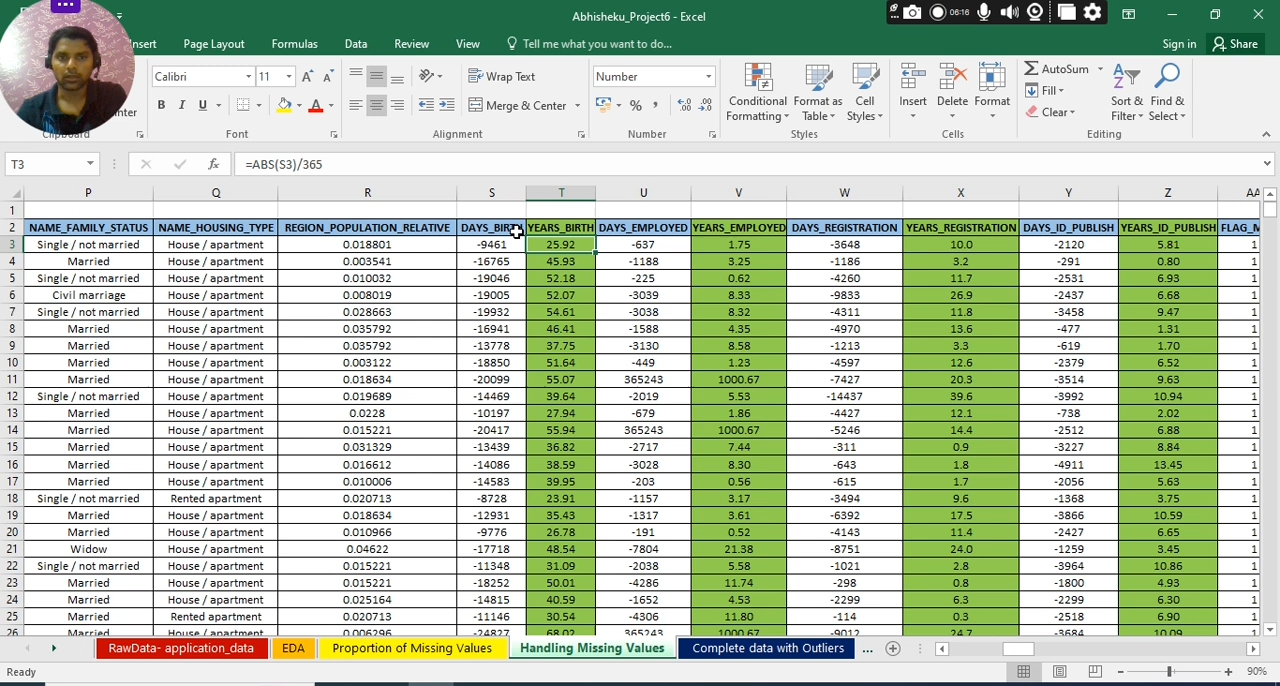 Abhisheku_Project6 - Excel
06:16
Insert Page Layout Formulas Data Review View Tell me what you want to do... Sign in Share
Calibri 11 Wrap Text Number AutoSum
Fill
B I U Merge & Center Conditional Formatting Format as Table Cell Styles Insert Delete Format Clear Sort & Filter Find & Select
Font Alignment Number Styles Cells Editing
T3 fx =ABS(S3)/365
P Q R S T U V W X Y Z AA
1
2 NAME_FAMILY_STATUS NAME_HOUSING_TYPE REGION_POPULATION_RELATIVE DAYS_BIRTH YEARS_BIRTH DAYS_EMPLOYED YEARS_EMPLOYED DAYS_REGISTRATION YEARS_REGISTRATION DAYS_ID_PUBLISH YEARS_ID_PUBLISH FLAG_M
3 Single / not married House / apartment 0.018801 -9461 25.92 -637 1.75 -3648 10.0 -2120 5.81 1
4 Married House / apartment 0.003541 -16765 45.93 -1188 3.25 -1186 3.2 -291 0.80 1
5 Single / not married House / apartment 0.010032 -19046 52.18 -225 0.62 -4260 11.7 -2531 6.93 1
6 Civil marriage House / apartment 0.008019 -19005 52.07 -3039 8.33 -9833 26.9 -2437 6.68 1
7 Single / not married House / apartment 0.028663 -19932 54.61 -3038 8.32 -4311 11.8 -3458 9.47 1
8 Married House / apartment 0.035792 -16941 46.41 -1588 4.35 -4970 13.6 -477 1.31 1
9 Married House / apartment 0.035792 -13778 37.75 -3130 8.58 -1213 3.3 -619 1.70 1
10 Married House / apartment 0.003122 -18850 51.64 -449 1.23 -4597 12.6 -2379 6.52 1
11 Married House / apartment 0.018634 -20099 55.07 365243 1000.67 -7427 20.3 -3514 9.63 1
12 Single / not married House / apartment 0.019689 -14469 39.64 -2019 5.53 -14437 39.6 -3992 10.94 1
13 Married House / apartment 0.0228 -10197 27.94 -679 1.86 -4427 12.1 -738 2.02 1
14 Married House / apartment 0.015221 -20417 55.94 365243 1000.67 -5246 14.4 -2512 6.88 1
15 Married House / apartment 0.031329 -13439 36.82 -2717 7.44 -311 0.9 -3227 8.84 1
16 Married House / apartment 0.016612 -14086 38.59 -3028 8.30 -643 1.8 -4911 13.45 1
17 Married House / apartment 0.010006 -14583 39.95 -203 0.56 -615 1.7 -2056 5.63 1
18 Single / not married Rented apartment 0.020713 -8728 23.91 -1157 3.17 -3494 9.6 -1368 3.75 1
19 Married House / apartment 0.018634 -12931 35.43 -1317 3.61 -6392 17.5 -3866 10.59 1
20 Married House / apartment 0.010966 -9776 26.78 -191 0.52 -4143 11.4 -2427 6.65 1
21 Widow House / apartment 0.04622 -17718 48.54 -7804 21.38 -8751 24.0 -1259 3.45 1
22 Single / not married House / apartment 0.015221 -11348 31.09 -2038 5.58 -1021 2.8 -3964 10.86 1
23 Married House / apartment 0.015221 -18252 50.01 -4286 11.74 -298 0.8 -1800 4.93 1
24 Married House / apartment 0.025164 -14815 40.59 -1652 4.53 -2299 6.3 -2299 6.30 1
25 Married Rented apartment 0.020713 -11146 30.54 -4306 11.80 -114 0.3 -2518 6.90 1
26 Married House / apartment 0.006296 -24827 68.02 365243 1000.67 -9012 24.7 -3684 10.09 1
RawData- application_data EDA Proportion of Missing Values Handling Missing Values Complete data with Outliers ...
Ready 90%